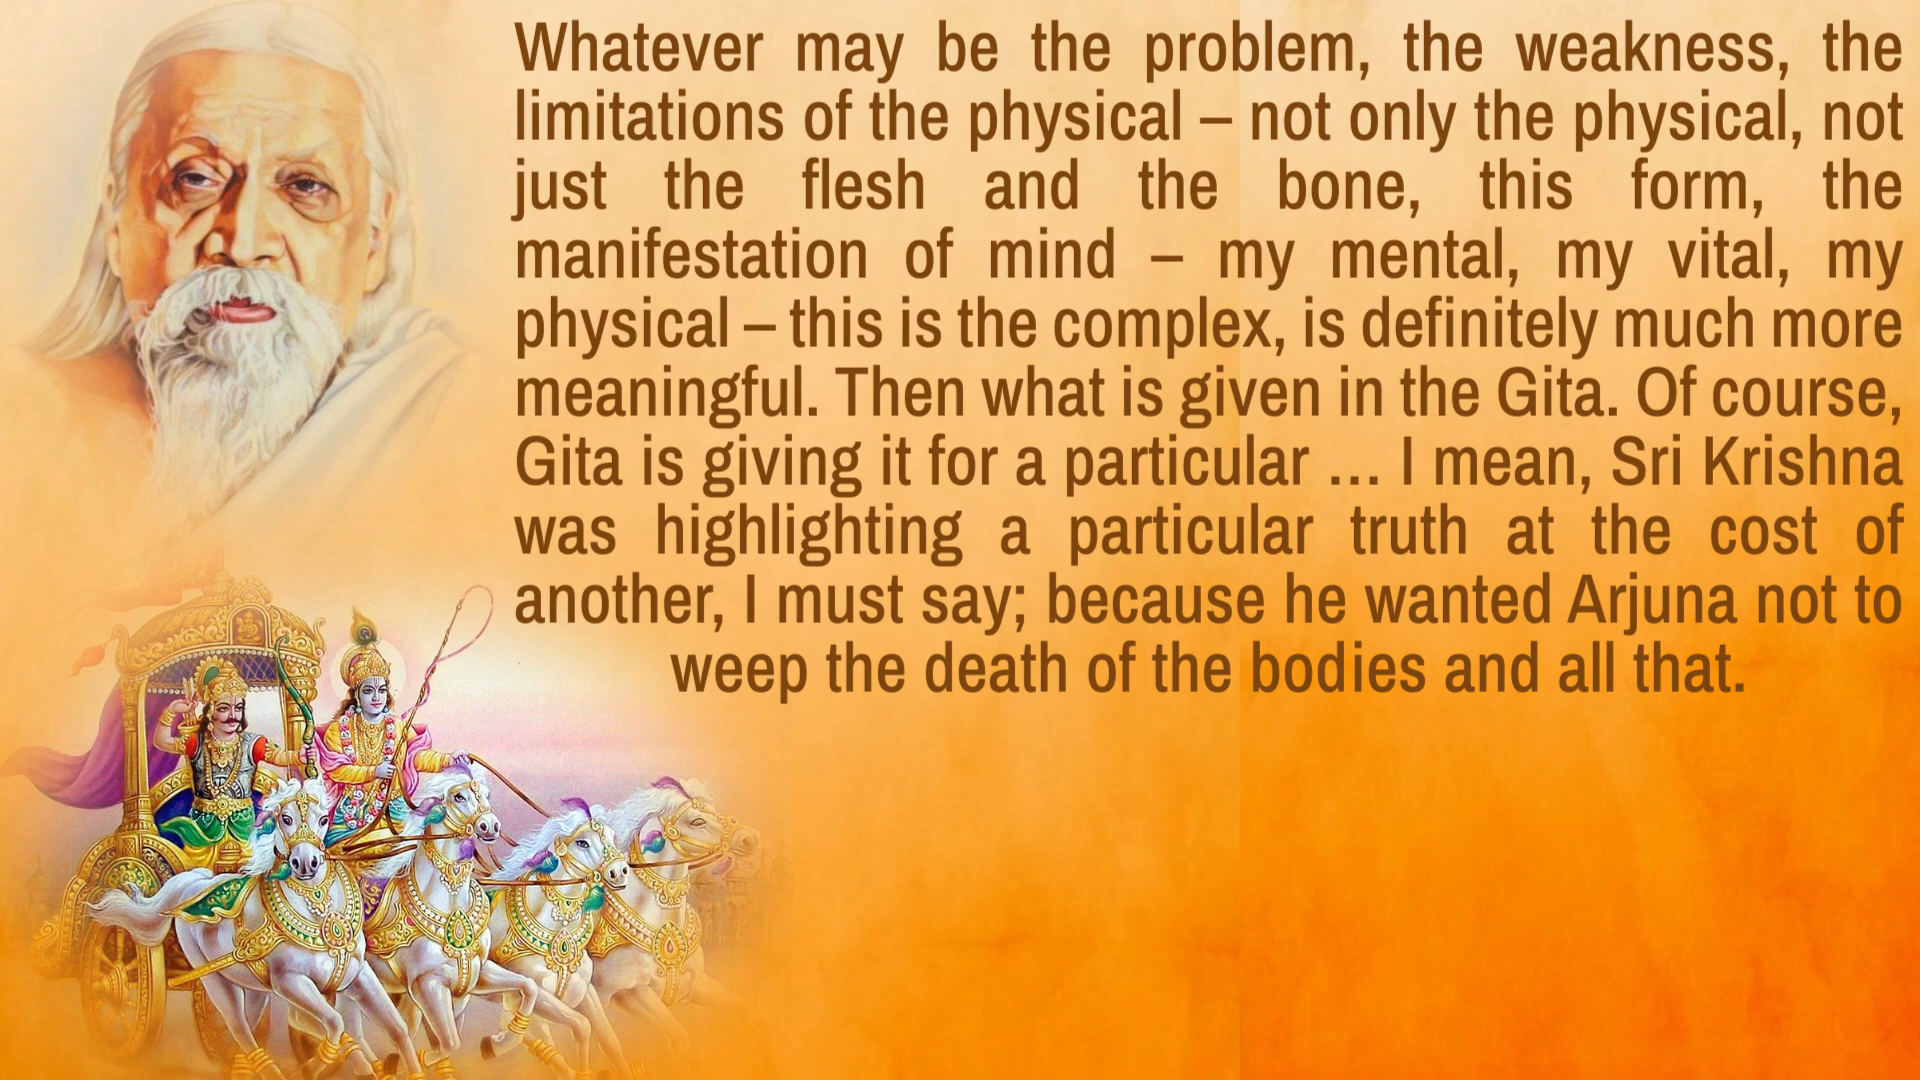 Whatever may be the problem, the weakness, the
limitations of the physical – not only the physical, not
just the flesh and the bone, this form, the
manifestation of mind – my mental, my vital, my
physical – this is the complex, is definitely much more
meaningful. Then what is given in the Gita. Of course,
Gita is giving it for a particular ... I mean, Sri Krishna
was highlighting a particular truth at the cost of
another, I must say; because he wanted Arjuna not to
weep the death of the bodies and all that.